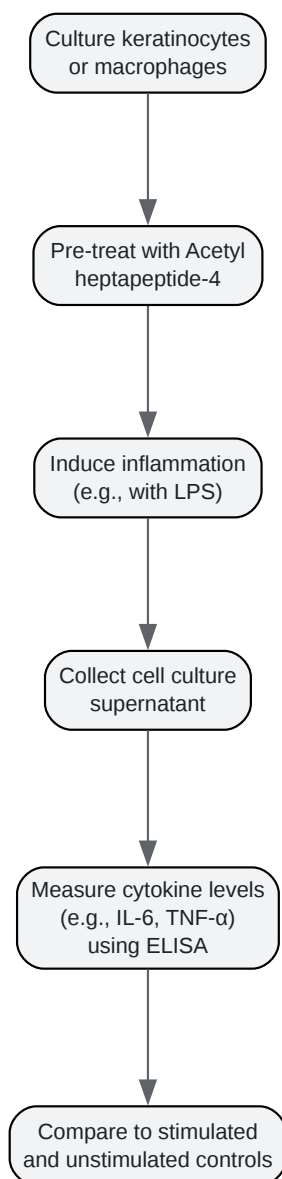 Culture keratinocytes
or macrophages
Pre-treat with Acetyl
heptapeptide-4
Induce inflammation
(e.g., with LPS)
Collect cell culture
supernatant
Measure cytokine levels
(e.g., IL-6, TNF-α)
using ELISA
Compare to stimulated
and unstimulated controls